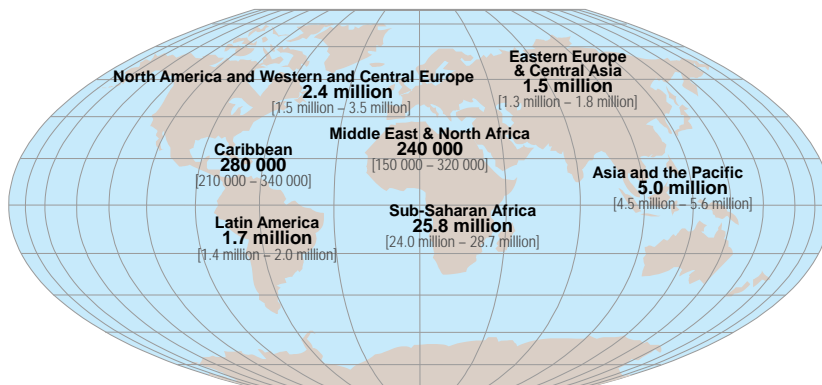 Eastern Europe
& Central Asia
1.5 million
[1.3 million – 1.8 million]
North America and Western and Central Europe
2.4 million
[1.5 million – 3.5 million]
Middle East & North Africa
240 000
[150 000 – 320 000]
Caribbean
280 000
[210 000 – 340 000]
Asia and the Pacific
5.0 million
[4.5 million – 5.6 million]
Sub-Saharan Africa
25.8 million
[24.0 million – 28.7 million]
Latin America
1.7 million
[1.4 million – 2.0 million]